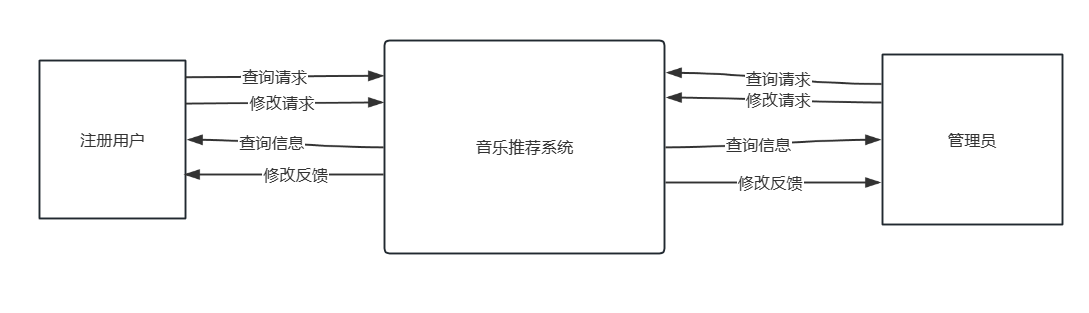 注册用户
查询请求
修改请求
查询信息
修改反馈
音乐推荐系统
查询请求
修改请求
查询信息
修改反馈
管理员